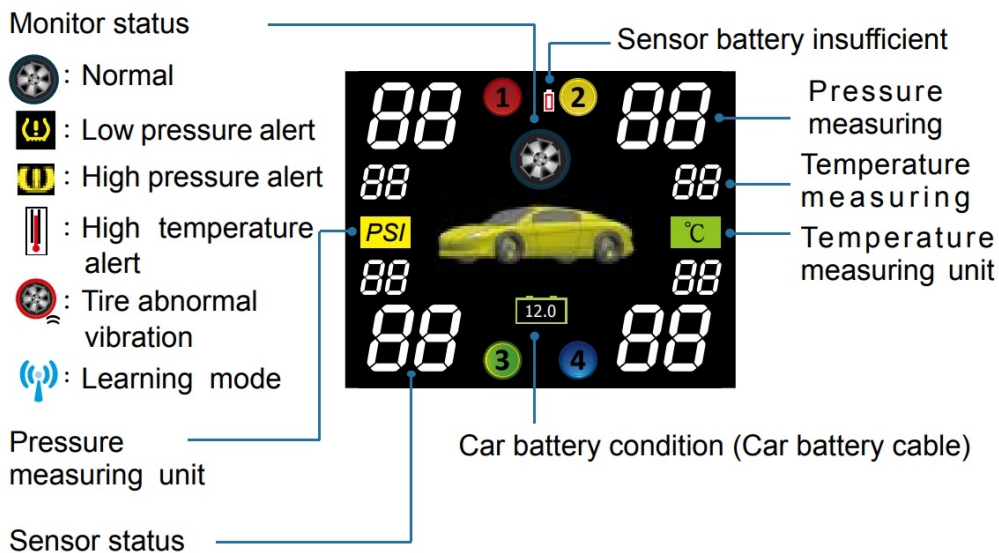 Monitor status
Sensor battery insufficient
: Normal
: Low pressure alert
: High pressure alert
: High temperature
alert
: Tire abnormal
vibration
: Learning mode
88 1 2 88
Pressure
measuring
88 88
Temperature
measuring
PSI ℃
Temperature
measuring unit
88 88
12.0
88 3 4 88
Pressure
measuring unit
Car battery condition (Car battery cable)
Sensor status